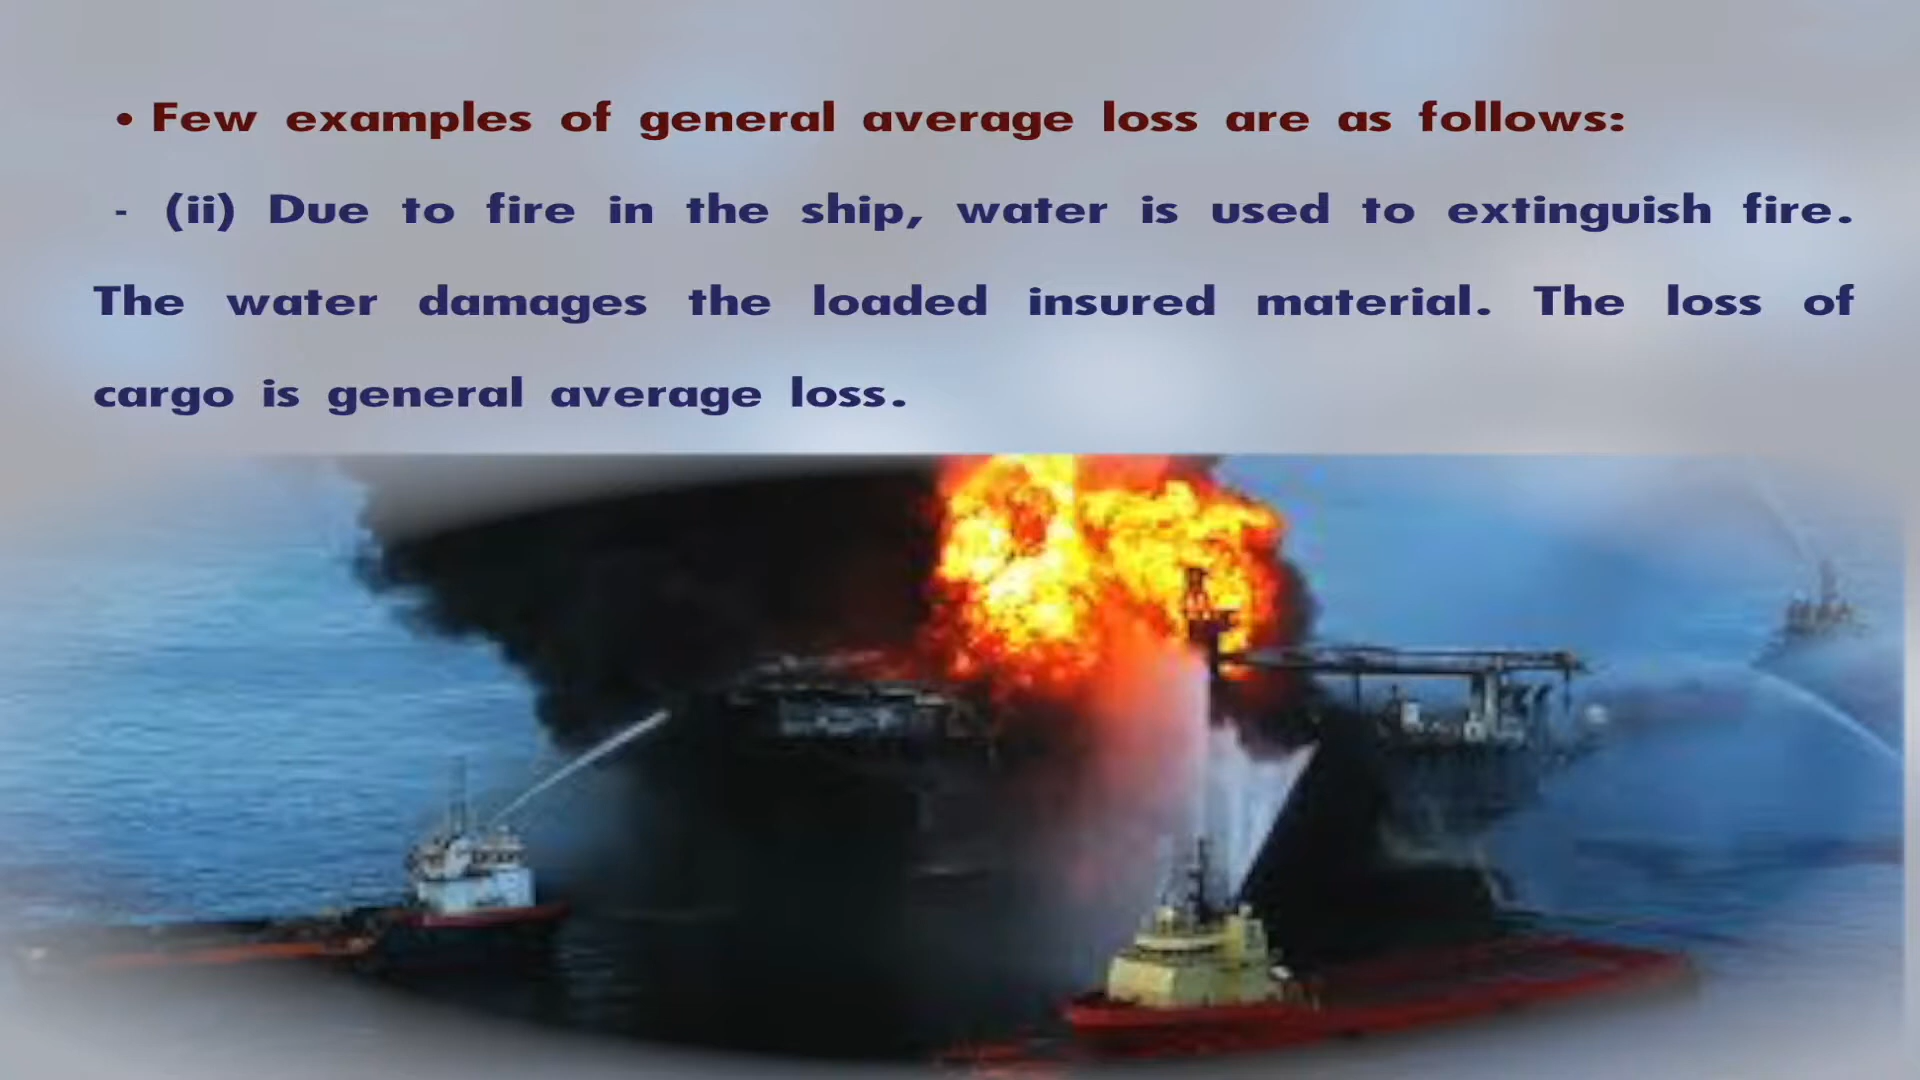 • Few examples of general average loss are as follows:
- (ii) Due to fire in the ship, water is used to extinguish fire.
The water damages the loaded insured material. The loss of
cargo is general average loss.